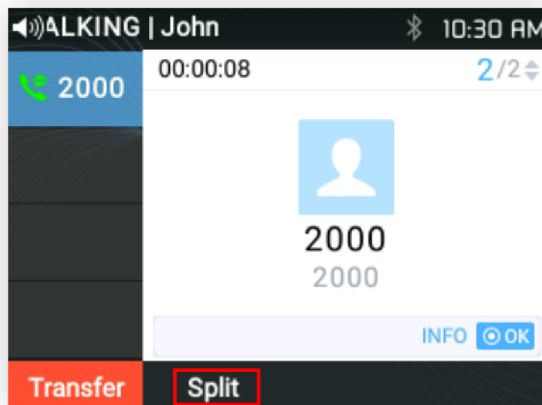 ALKING | John 10:30 AM
2000 00:00:08 2/2
2000
2000
INFO OK
Transfer Split